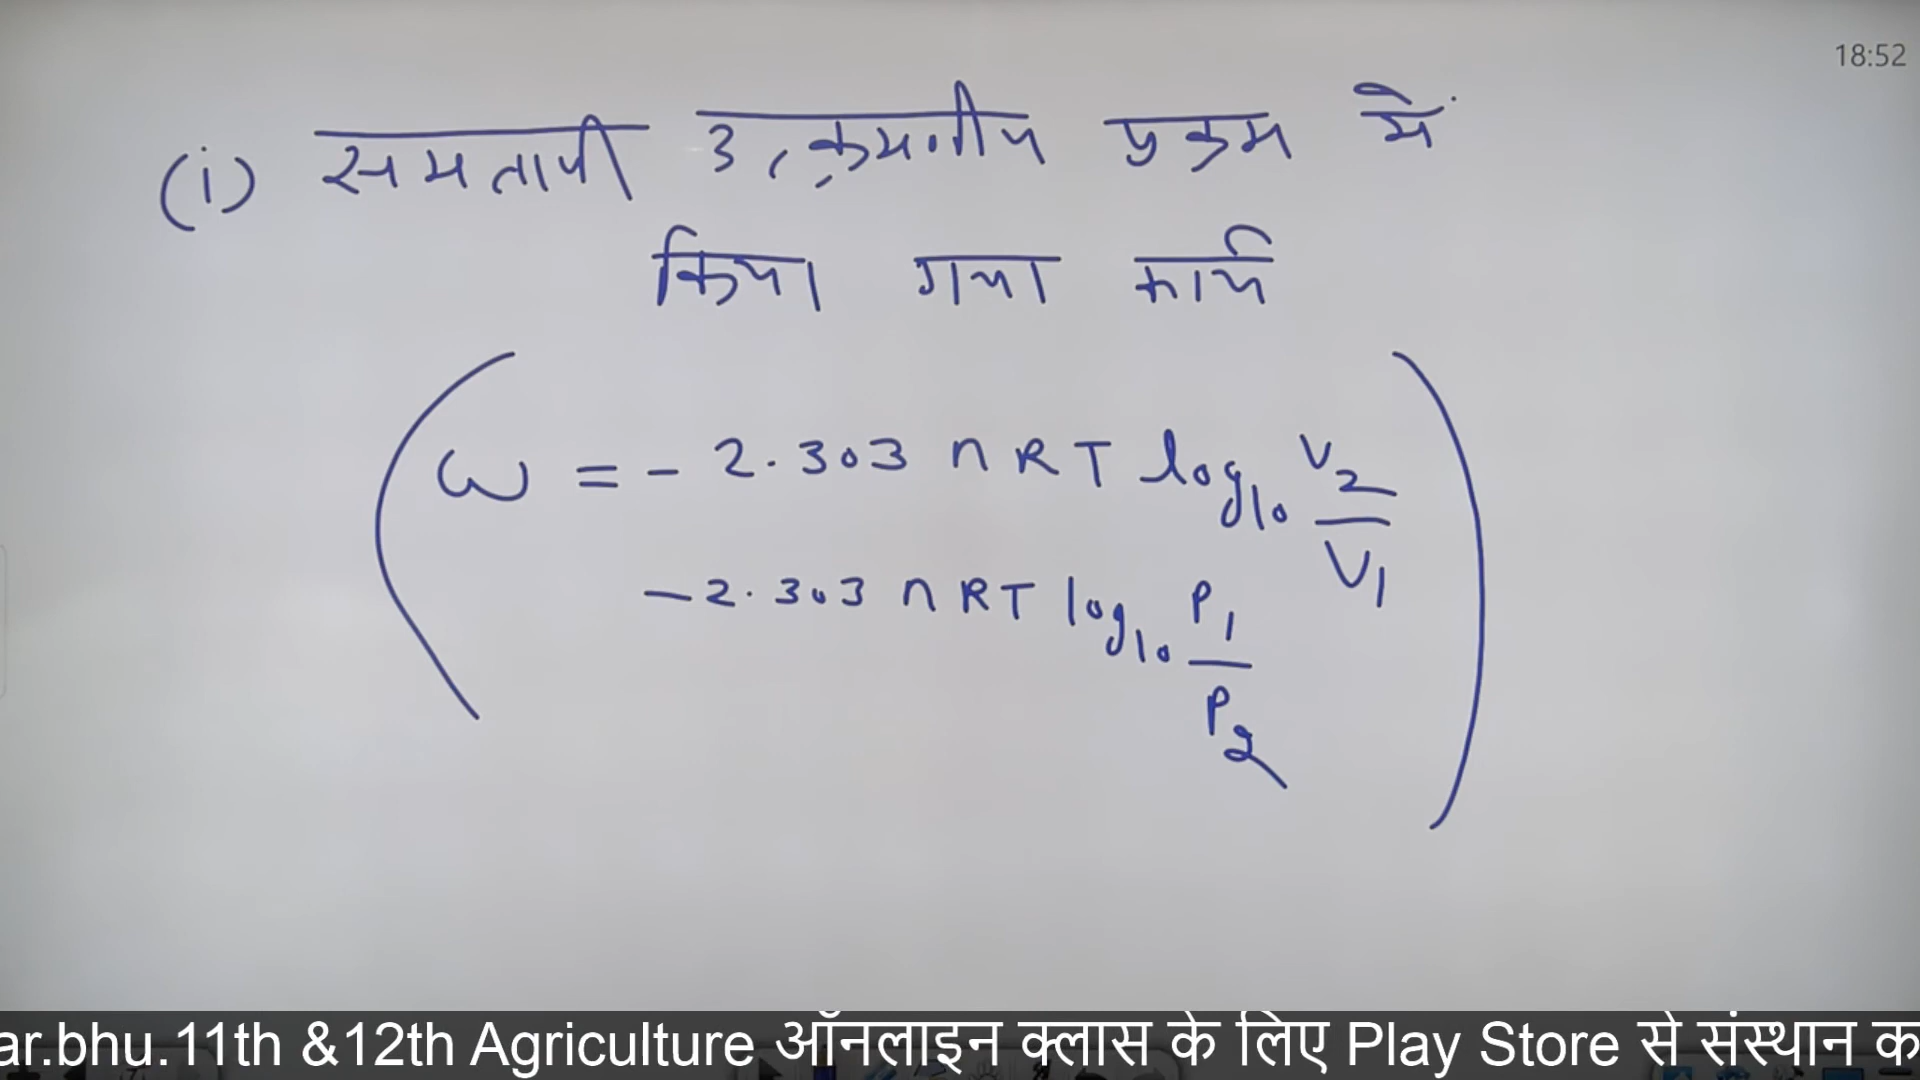 18:52
(i) समतापी उत्क्रमणीय प्रक्रम में
किया गया कार्य
W = - 2.303 nRT log₁₀ V₂/V₁
- 2.303 nRT log₁₀ P₁/P₂
ar.bhu.11th &12th Agriculture ऑनलाइन क्लास के लिए Play Store से संस्थान क